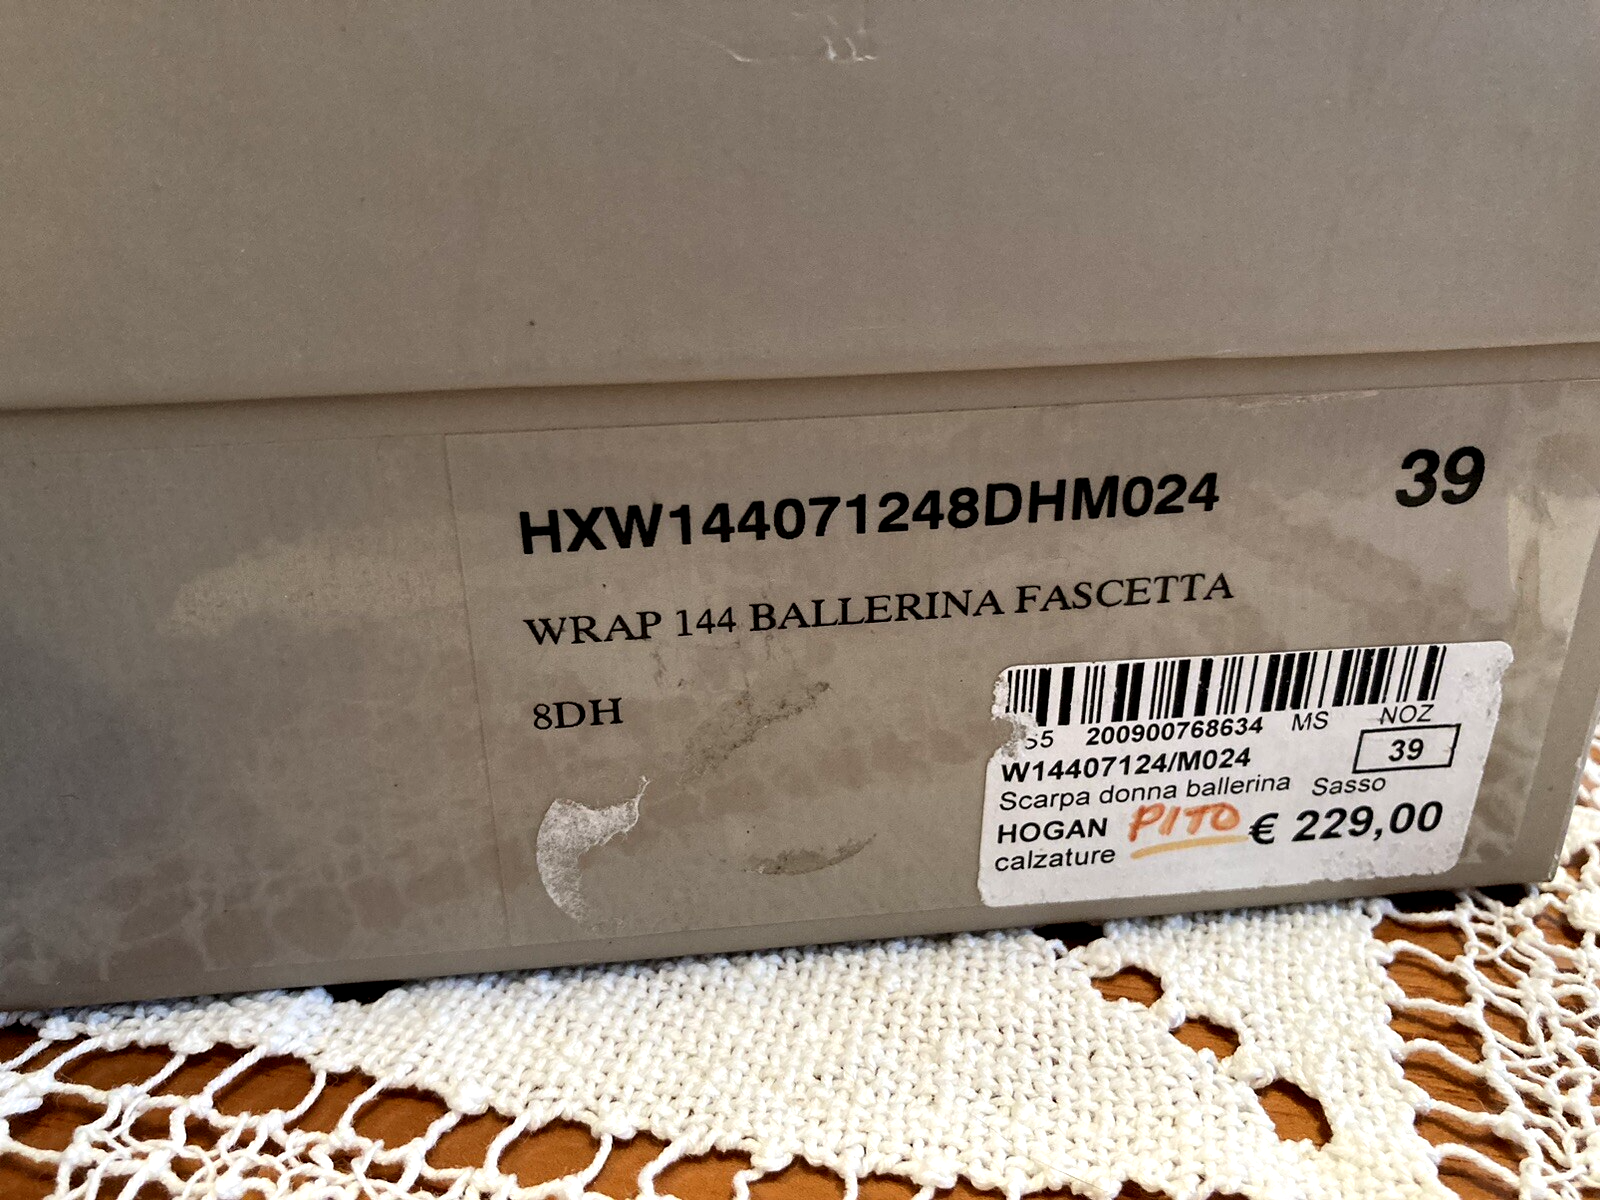 HXW144071248DHM024 39
WRAP 144 BALLERINA FASCETTA
8DH
S5 200900768634 MS NOZ
W14407124/M024 39
Scarpa donna ballerina Sasso
HOGAN PITO € 229,00
calzature